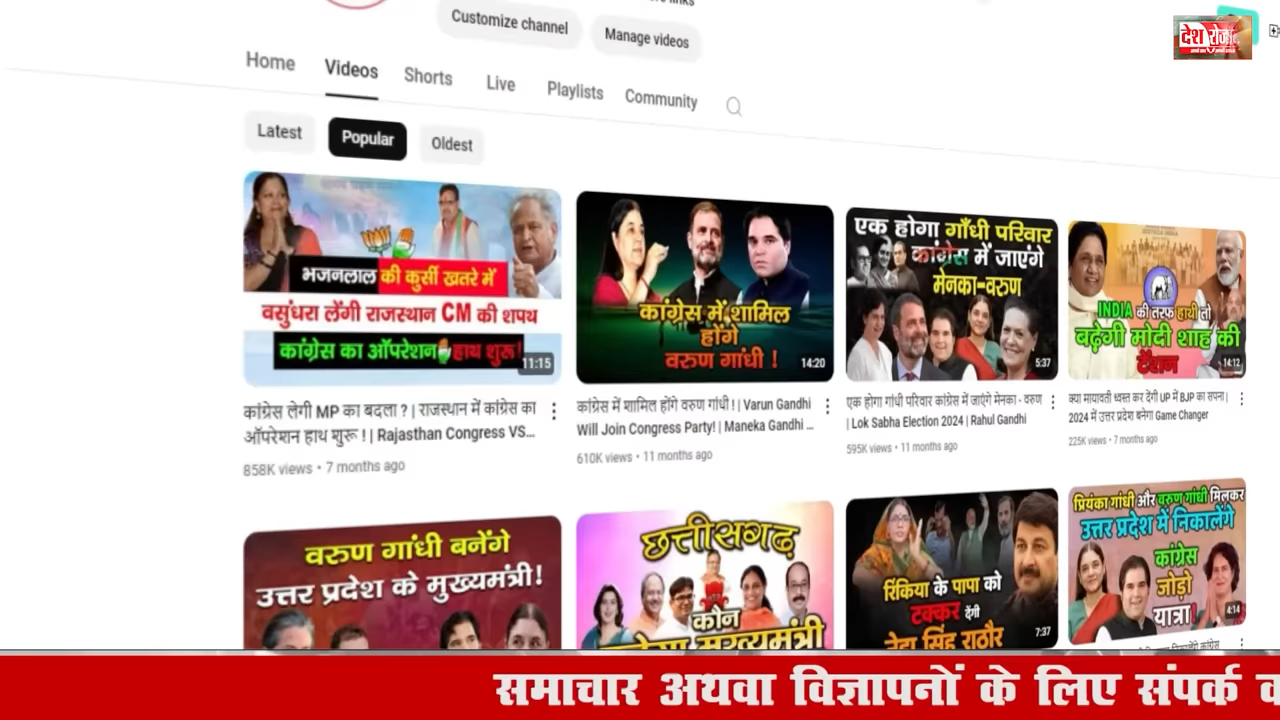 Customize channel
Manage videos
देश रोजाना
Home
Videos
Shorts
Live
Playlists
Community
Latest
Popular
Oldest
भजनलाल की कुर्सी खतरे में
वसुंधरा लेंगी राजस्थान CM की शपथ
कांग्रेस का ऑपरेशन हाथ शुरू!
11:15
कांग्रेस लेगी MP का बदला ? | राजस्थान में कांग्रेस का
ऑपरेशन हाथ शुरू ! | Rajasthan Congress VS...
858K views • 7 months ago
कांग्रेस में शामिल
होंगे
वरुण गांधी !
14:20
कांग्रेस में शामिल होंगे वरुण गांधी ! | Varun Gandhi
Will Join Congress Party! | Maneka Gandhi ...
610K views • 11 months ago
एक होगा गाँधी परिवार
कांग्रेस में जाएंगे
मेनका-वरुण
5:37
एक होगा गांधी परिवार कांग्रेस में जाएंगे मेनका - वरुण
| Lok Sabha Election 2024 | Rahul Gandhi
595K views • 11 months ago
INDIA की तरफ हाथी तो
बढ़ेगी मोदी शाह की
टेंशन
14:12
क्या मायावती ध्वस्त कर देंगी UP में BJP का सपना |
2024 में उत्तर प्रदेश बनेगा Game Changer
225K views • 7 months ago
वरुण गांधी बनेंगे
उत्तर प्रदेश के मुख्यमंत्री!
छत्तीसगढ़
कौन
मुख्यमंत्री
रिंकिया के पापा को
टक्कर देंगी
नेहा सिंह राठौर
7:37
प्रियंका गांधी और वरुण गांधी मिलकर
उत्तर प्रदेश में निकालेंगे
कांग्रेस
जोड़ो
यात्रा!
4:14
समाचार अथवा विज्ञापनों के लिए संपर्क